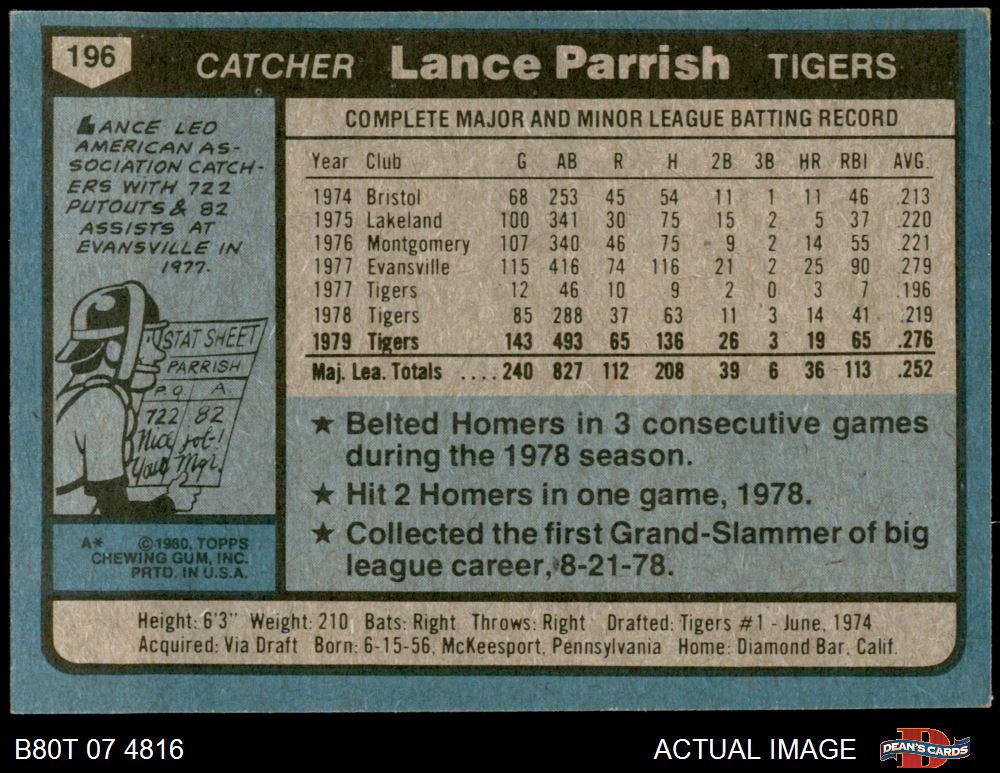 196
CATCHER Lance Parrish TIGERS
LANCE LED
AMERICAN AS-
SOCIATION CATCH-
ERS WITH 722
PUTOUTS & 82
ASSISTS AT
EVANSVILLE IN
1977.
STAT SHEET
PARRISH
P.O. A
722 82
Nice job!
Your Mgr.
A* ©1980, TOPPS
CHEWING GUM, INC.
PRTD. IN U.S.A.
COMPLETE MAJOR AND MINOR LEAGUE BATTING RECORD
Year Club G AB R H 2B 3B HR RBI AVG.
1974 Bristol 68 253 45 54 11 1 11 46 .213
1975 Lakeland 100 341 30 75 15 2 5 37 .220
1976 Montgomery 107 340 46 75 9 2 14 55 .221
1977 Evansville 115 416 74 116 21 2 25 90 .279
1977 Tigers 12 46 10 9 2 0 3 7 .196
1978 Tigers 85 288 37 63 11 3 14 41 .219
1979 Tigers 143 493 65 136 26 3 19 65 .276
Maj. Lea. Totals ....240 827 112 208 39 6 36 113 .252
★ Belted Homers in 3 consecutive games
during the 1978 season.
★ Hit 2 Homers in one game, 1978.
★ Collected the first Grand-Slammer of big
league career, 8-21-78.
Height: 6'3" Weight: 210 Bats: Right Throws: Right Drafted: Tigers #1 - June, 1974
Acquired: Via Draft Born: 6-15-56, McKeesport, Pennsylvania Home: Diamond Bar, Calif.
B80T 07 4816 ACTUAL IMAGE DEAN'S CARDS